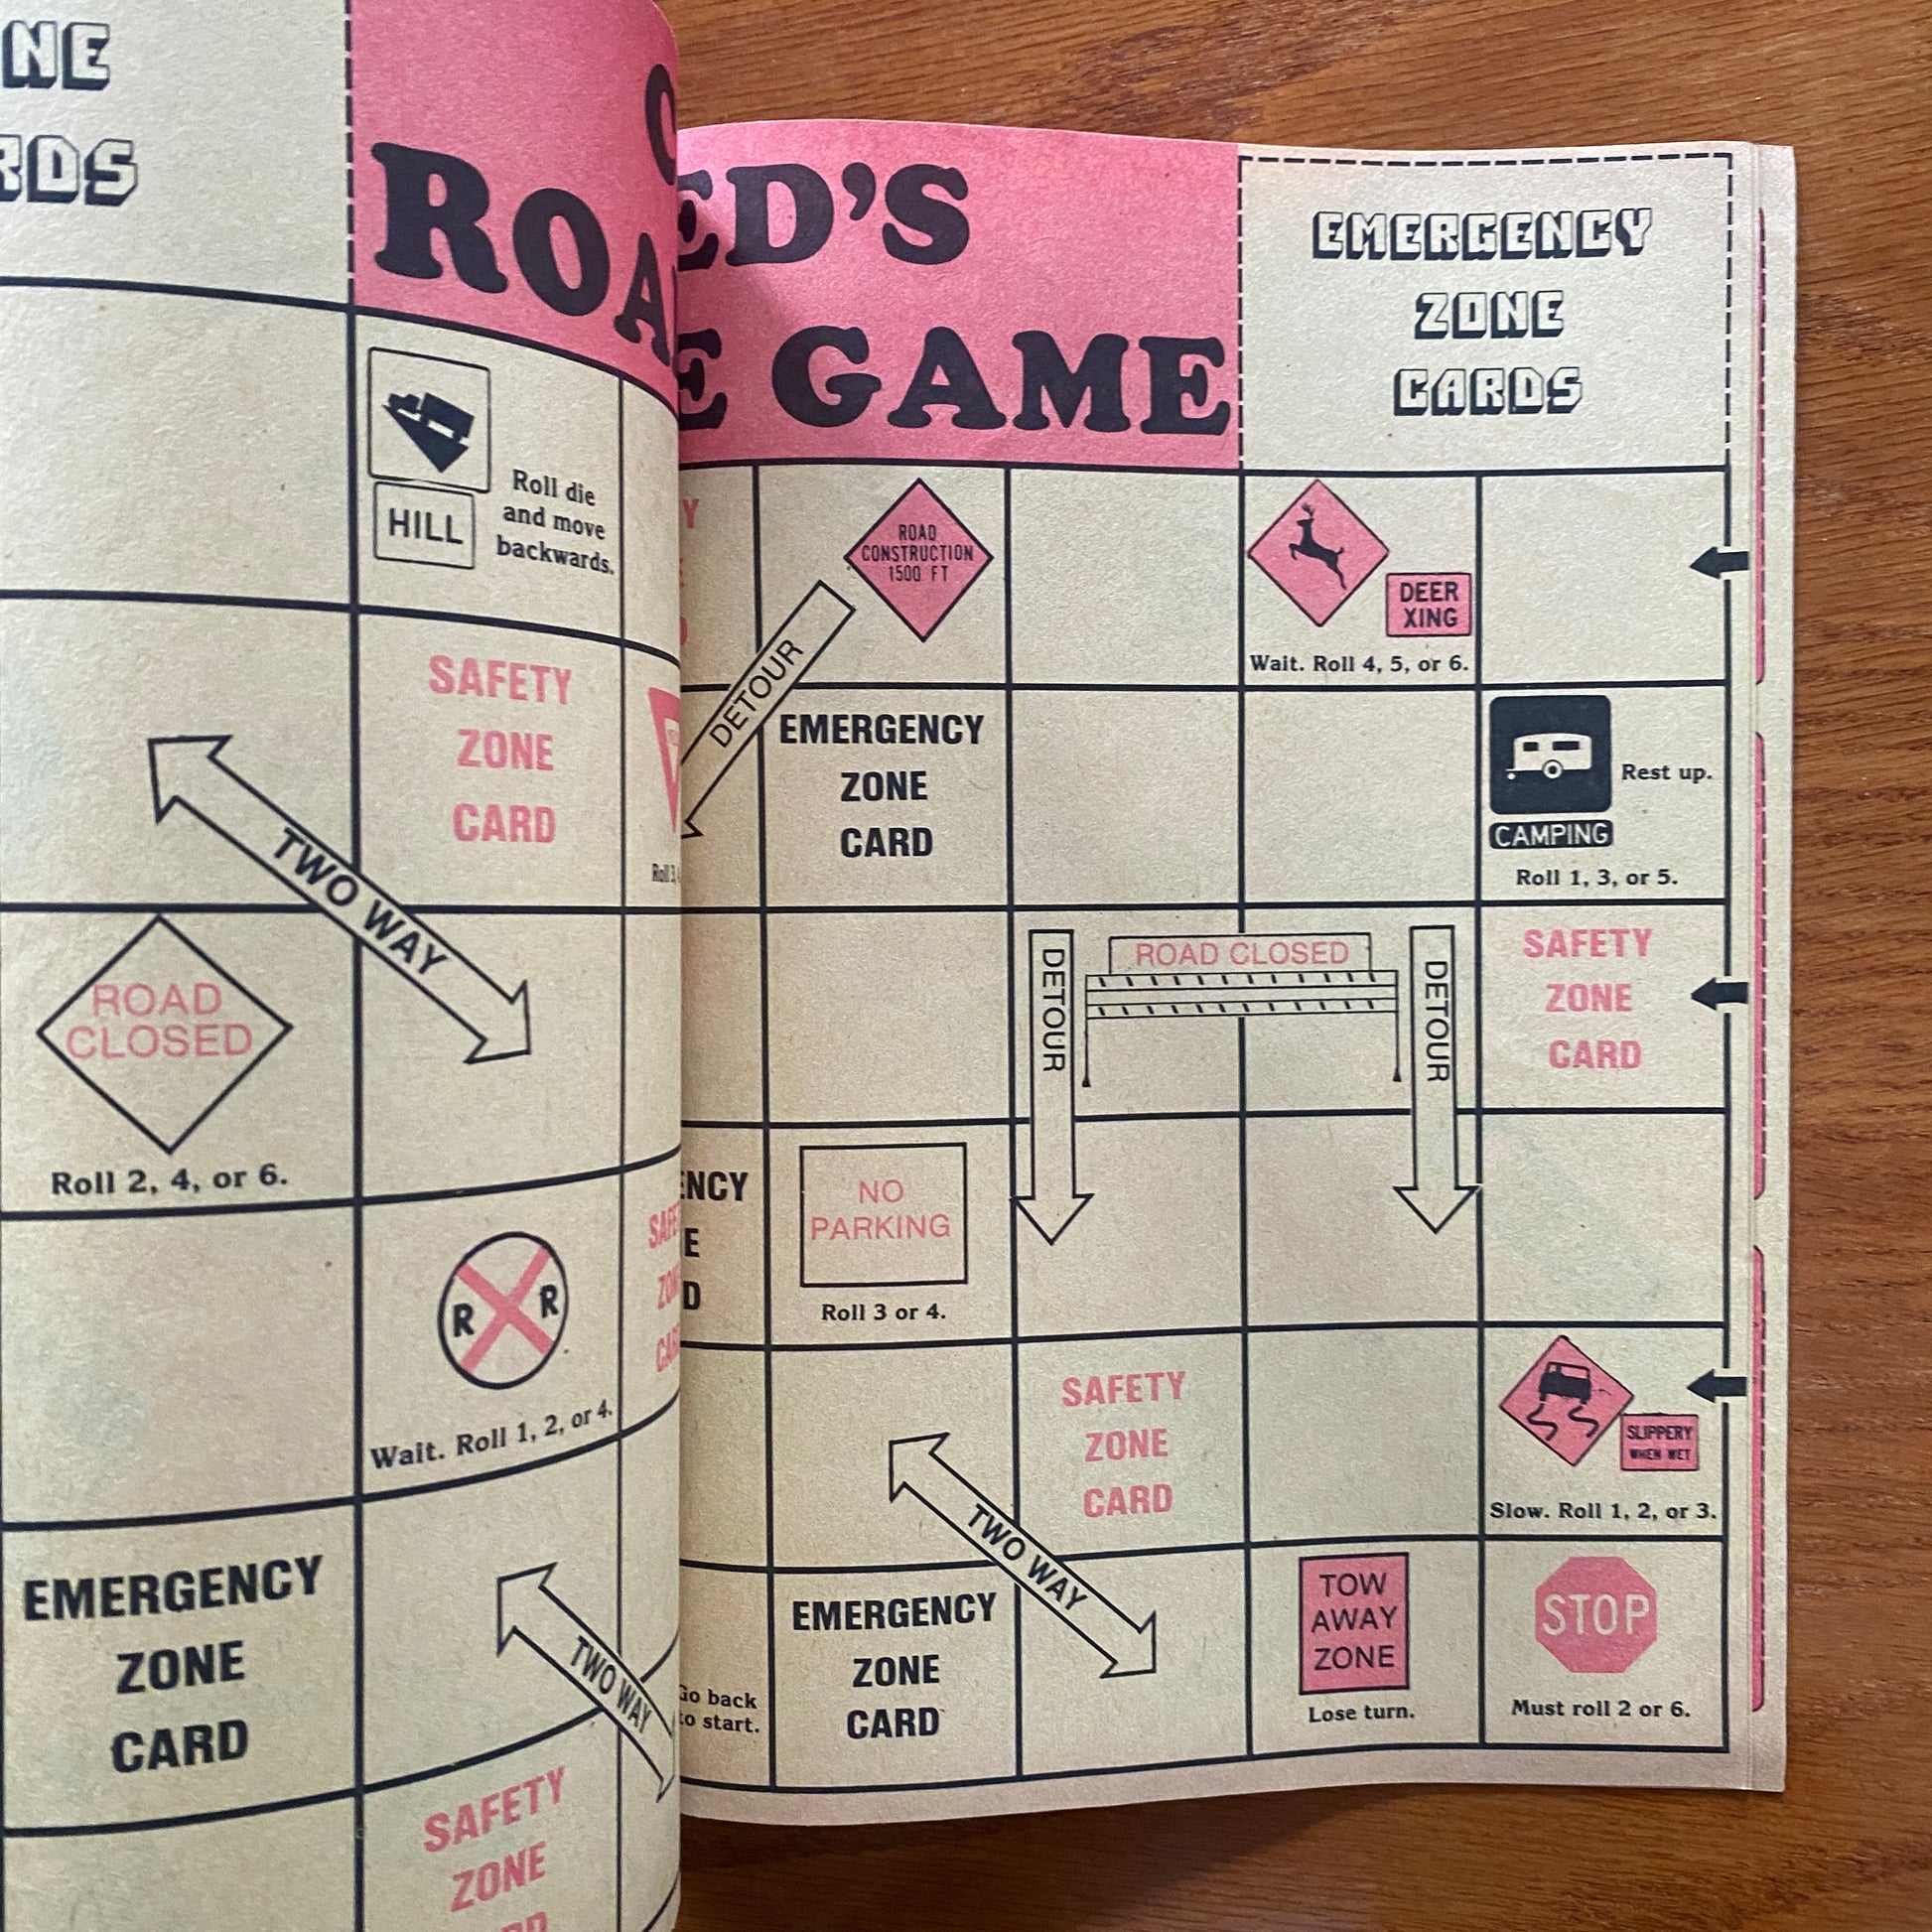 ROA
HILL
Roll die
and move
backwards.
SAFETY
ZONE
CARD
TWO WAY
ROAD
CLOSED
Roll 2, 4, or 6.
R R
Wait. Roll 1, 2, or 4.
EMERGENCY
ZONE
CARD
TWO WAY
SAFETY
ZONE
ED'S
E GAME
EMERGENCY
ZONE
CARDS
ROAD
CONSTRUCTION
1500 FT
DEER
XING
Wait. Roll 4, 5, or 6.
DETOUR
EMERGENCY
ZONE
CARD
Rest up.
CAMPING
Roll 1, 3, or 5.
DETOUR
ROAD CLOSED
DETOUR
SAFETY
ZONE
CARD
NO
PARKING
Roll 3 or 4.
SAFETY
ZONE
CARD
SLIPPERY
WHEN WET
Slow. Roll 1, 2, or 3.
TWO WAY
Go back
to start.
EMERGENCY
ZONE
CARD
TOW
AWAY
ZONE
Lose turn.
STOP
Must roll 2 or 6.